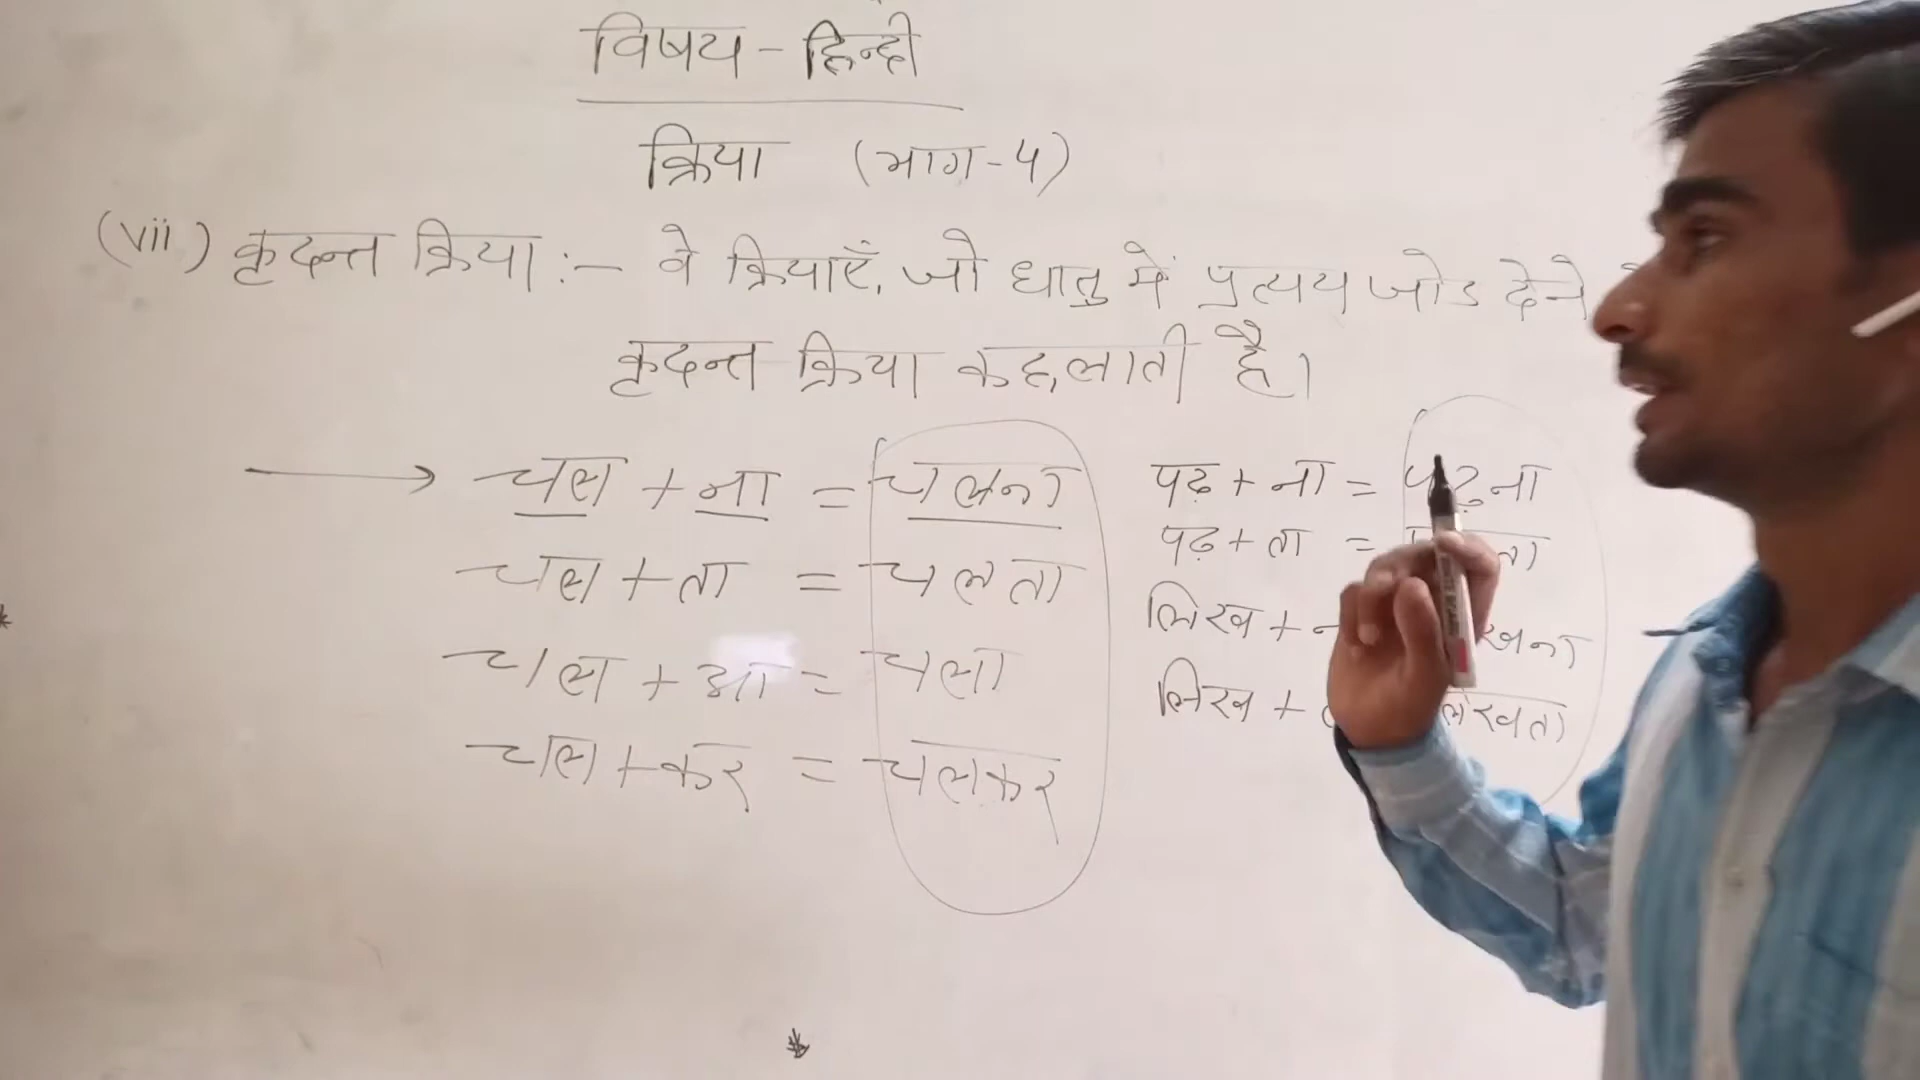 विषय - हिन्दी
क्रिया (भाग-4)
(vii) कृदन्त क्रिया :- वे क्रियाएँ, जो धातु में प्रत्यय जोड देने
कृदन्त क्रिया कहलाती है।
चल + ना = चलना
चल + ता = चलता
चल + आ = चला
चल + कर = चलकर
पढ़ + ना = पढ़ना
पढ़ + ता =
लिख +
लिख +